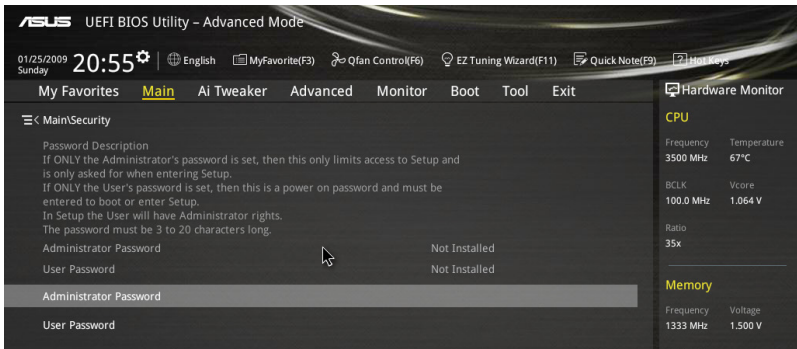 ASUS UEFI BIOS Utility – Advanced Mode
01/25/2009 Sunday 20:55 English MyFavorite(F3) Qfan Control(F6) EZ Tuning Wizard(F11) Quick Note(F9) ? Hot Keys
My Favorites Main Ai Tweaker Advanced Monitor Boot Tool Exit
< Main\Security
Password Description
If ONLY the Administrator's password is set, then this only limits access to Setup and
is only asked for when entering Setup.
If ONLY the User's password is set, then this is a power on password and must be
entered to boot or enter Setup.
In Setup the User will have Administrator rights.
The password must be 3 to 20 characters long.
Administrator Password Not Installed
User Password Not Installed
Administrator Password
User Password
Hardware Monitor
CPU
Frequency Temperature
3500 MHz 67°C
BCLK Vcore
100.0 MHz 1.064 V
Ratio
35x
Memory
Frequency Voltage
1333 MHz 1.500 V